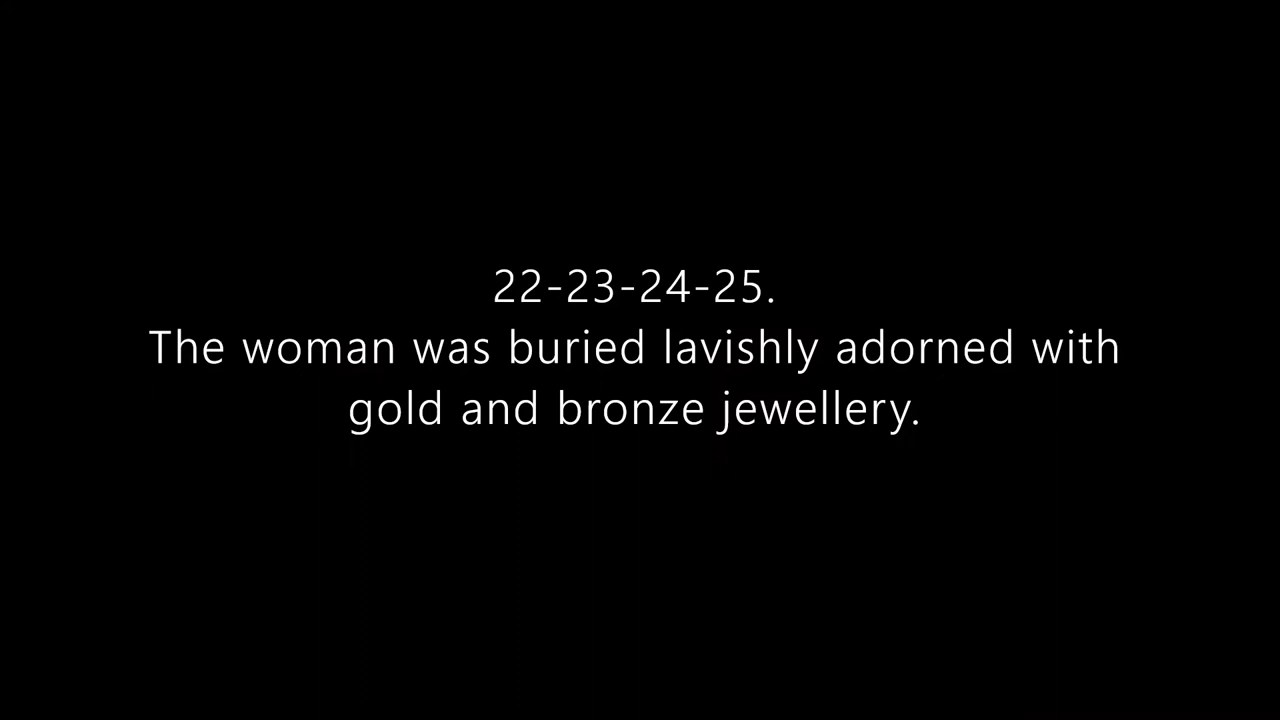 22-23-24-25.
The woman was buried lavishly adorned with
gold and bronze jewellery.